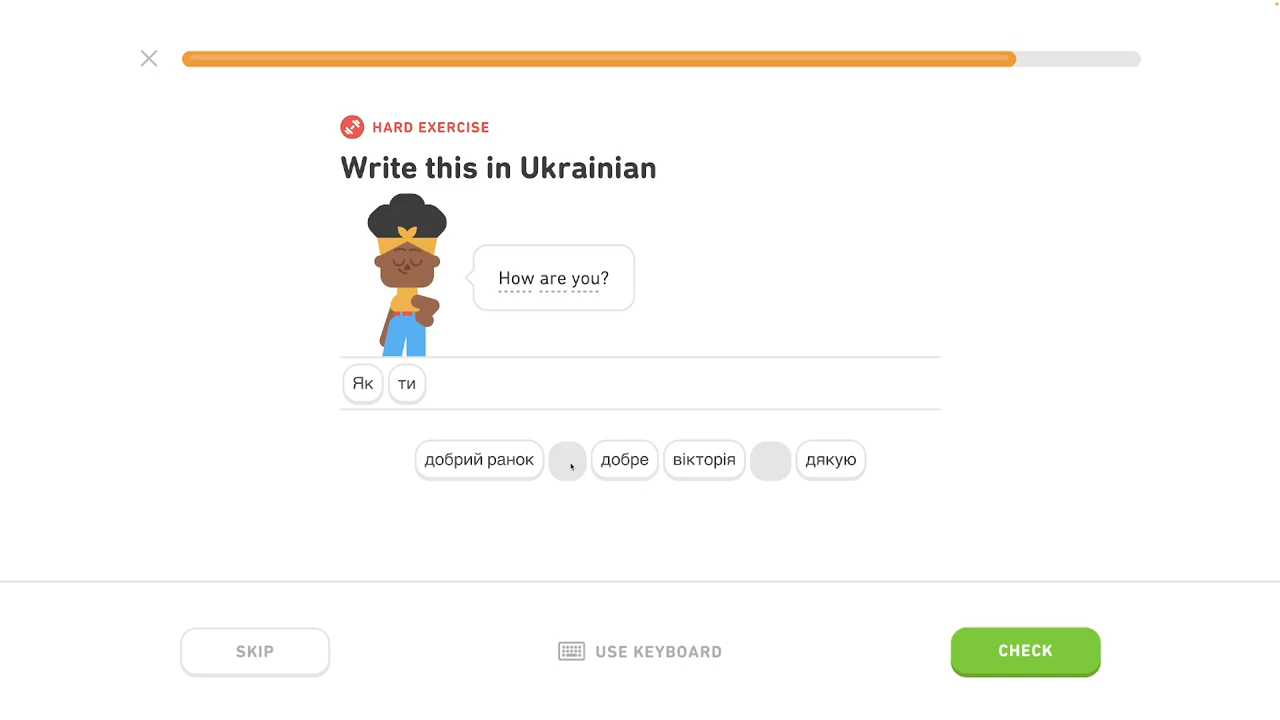 HARD EXERCISE
Write this in Ukrainian
How are you?
Як ти
добрий ранок добре вікторія дякую
SKIP USE KEYBOARD CHECK